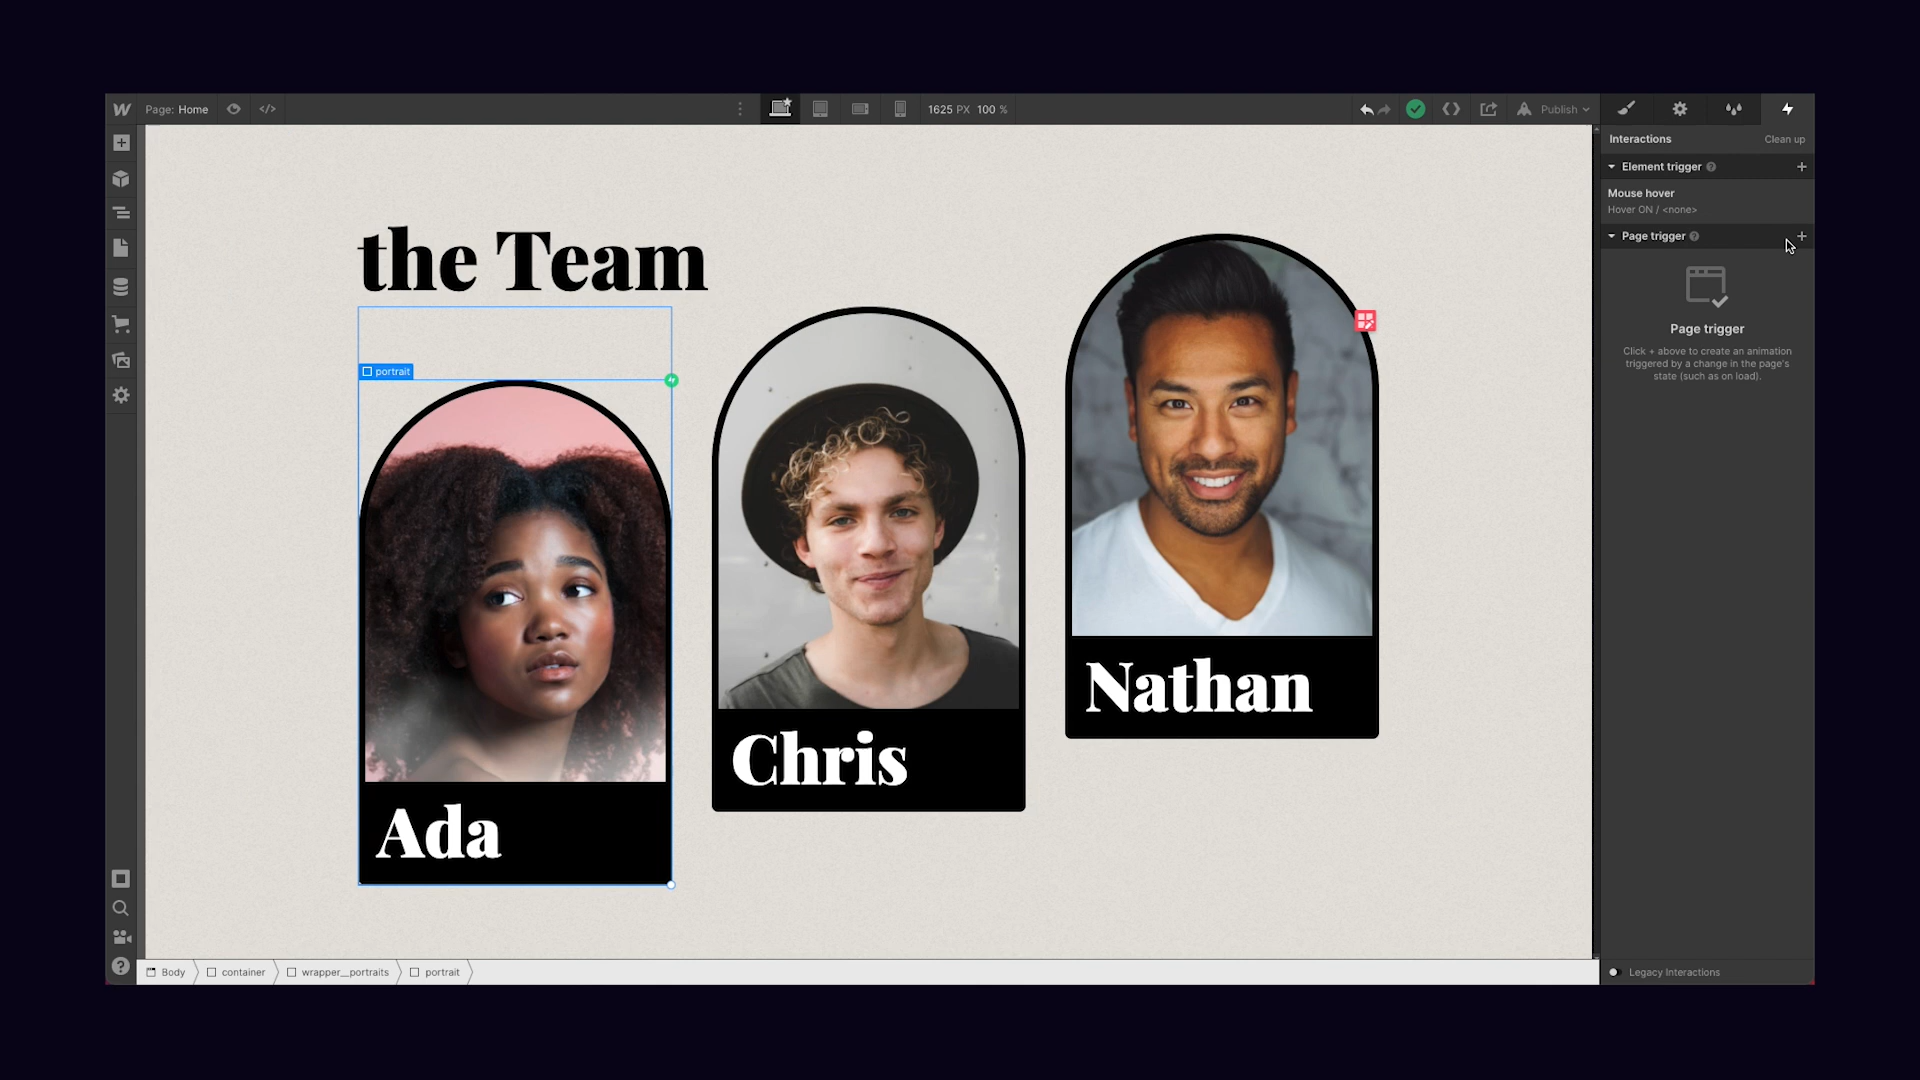 Page: Home
1625 PX 100 %
Publish
Interactions
Clean up
Element trigger
Mouse hover
Hover ON / <none>
Page trigger
Page trigger
Click + above to create an animation
triggered by a change in the page's
state (such as on load).
the Team
portrait
Nathan
Chris
Ada
Body
container
wrapper__portraits
portrait
Legacy Interactions